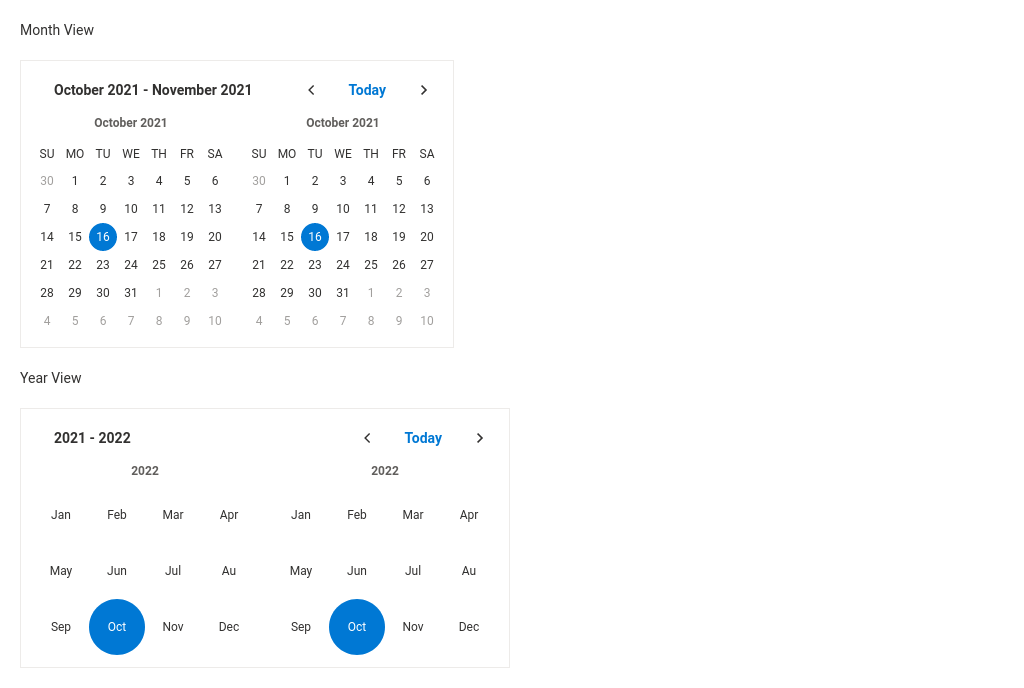 Month View
October 2021 - November 2021 Today
October 2021 October 2021
SU MO TU WE TH FR SA SU MO TU WE TH FR SA
30 1 2 3 4 5 6 30 1 2 3 4 5 6
7 8 9 10 11 12 13 7 8 9 10 11 12 13
14 15 16 17 18 19 20 14 15 16 17 18 19 20
21 22 23 24 25 26 27 21 22 23 24 25 26 27
28 29 30 31 1 2 3 28 29 30 31 1 2 3
4 5 6 7 8 9 10 4 5 6 7 8 9 10
Year View
2021 - 2022 Today
2022 2022
Jan Feb Mar Apr Jan Feb Mar Apr
May Jun Jul Au May Jun Jul Au
Sep Oct Nov Dec Sep Oct Nov Dec